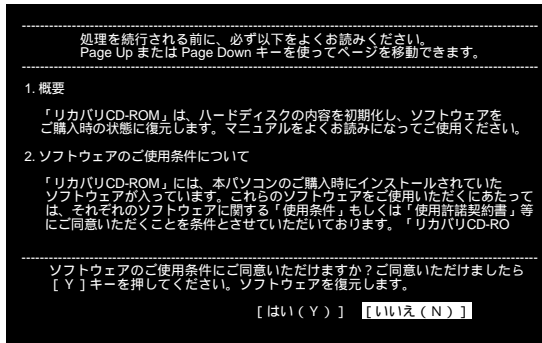 処理を続行される前に、必ず以下をよくお読みください。
Page Up または Page Down キーを使ってページを移動できます。
1. 概要
「リカバリCD-ROM」は、ハードディスクの内容を初期化し、ソフトウェアを
ご購入時の状態に復元します。マニュアルをよくお読みになってご使用ください。
2. ソフトウェアのご使用条件について
「リカバリCD-ROM」には、本パソコンのご購入時にインストールされていた
ソフトウェアが入っています。これらのソフトウェアをご使用いただくにあたって
は、それぞれのソフトウェアに関する「使用条件」もしくは「使用許諾契約書」等
にご同意いただくことを条件とさせていただいております。「リカバリCD-RO
ソフトウェアのご使用条件にご同意いただけますか？ご同意いただけましたら
[ Y ] キーを押してください。ソフトウェアを復元します。
[ はい ( Y ) ] [ いいえ ( N ) ]